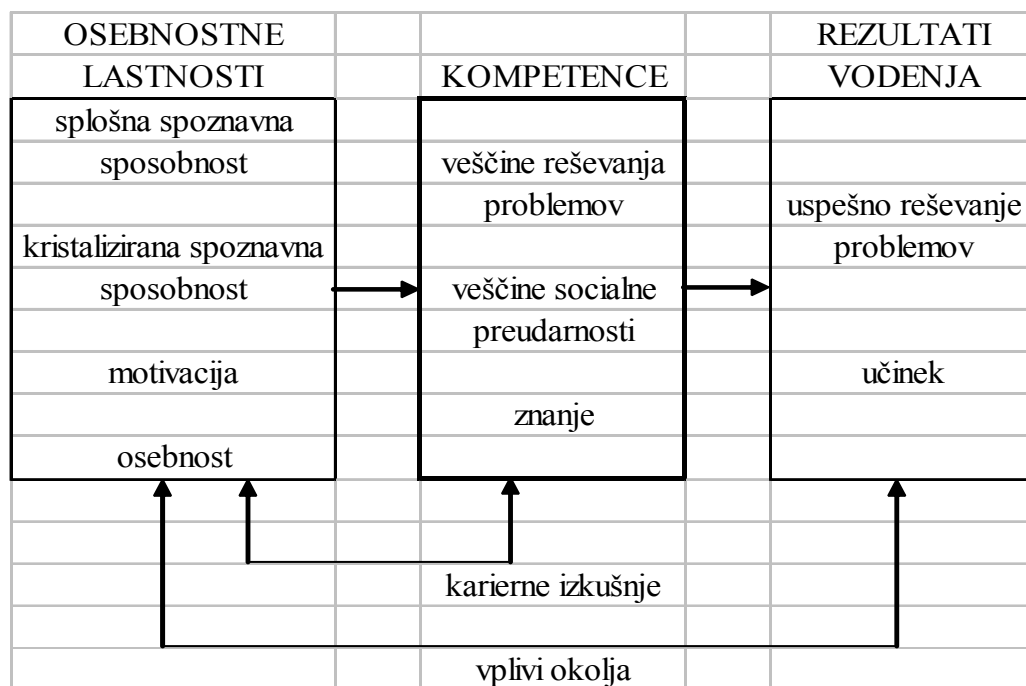 OSEBNOSTNE
LASTNOSTI
splošna spoznavna
sposobnost
kristalizirana spoznavna
sposobnost
motivacija
osebnost
KOMPETENCE
veščine reševanja
problemov
veščine socialne
preudarnosti
znanje
REZULTATI
VODENJA
uspešno reševanje
problemov
učinek
karierne izkušnje
vplivi okolja